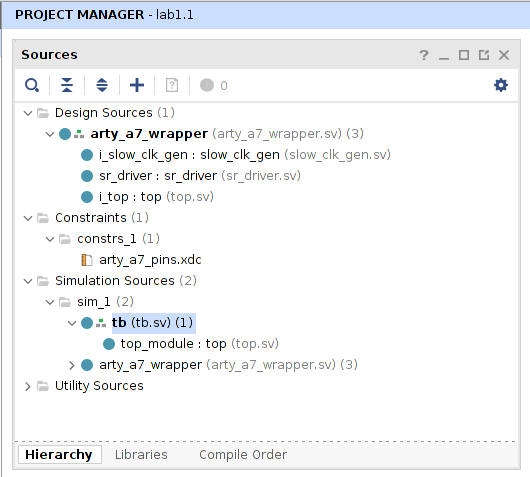 PROJECT MANAGER - lab1.1
Sources
? _ X
0
Design Sources (1)
arty_a7_wrapper (arty_a7_wrapper.sv) (3)
i_slow_clk_gen : slow_clk_gen (slow_clk_gen.sv)
sr_driver : sr_driver (sr_driver.sv)
i_top : top (top.sv)
Constraints (1)
constrs_1 (1)
arty_a7_pins.xdc
Simulation Sources (2)
sim_1 (2)
tb (tb.sv) (1)
top_module : top (top.sv)
arty_a7_wrapper (arty_a7_wrapper.sv) (3)
Utility Sources
Hierarchy Libraries Compile Order